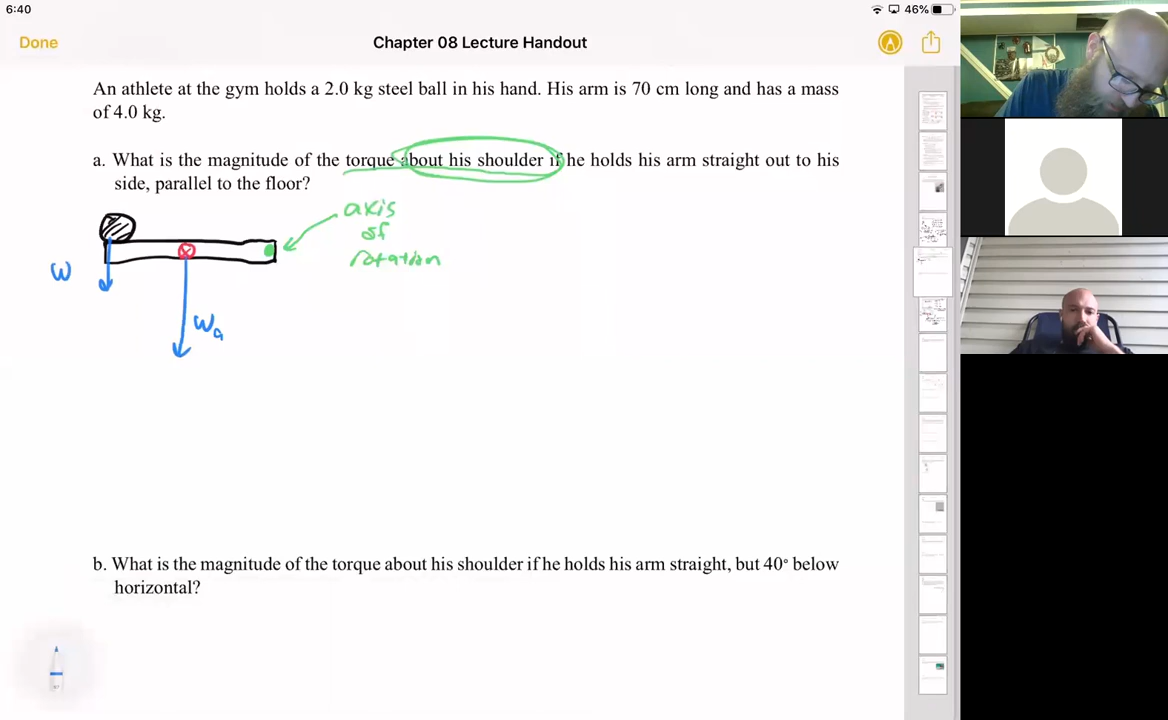 6:40
46%
Done
Chapter 08 Lecture Handout
An athlete at the gym holds a 2.0 kg steel ball in his hand. His arm is 70 cm long and has a mass
of 4.0 kg.
a. What is the magnitude of the torque about his shoulder if he holds his arm straight out to his
side, parallel to the floor?
axis
of
rotation
w
wa
b. What is the magnitude of the torque about his shoulder if he holds his arm straight, but 40° below
horizontal?